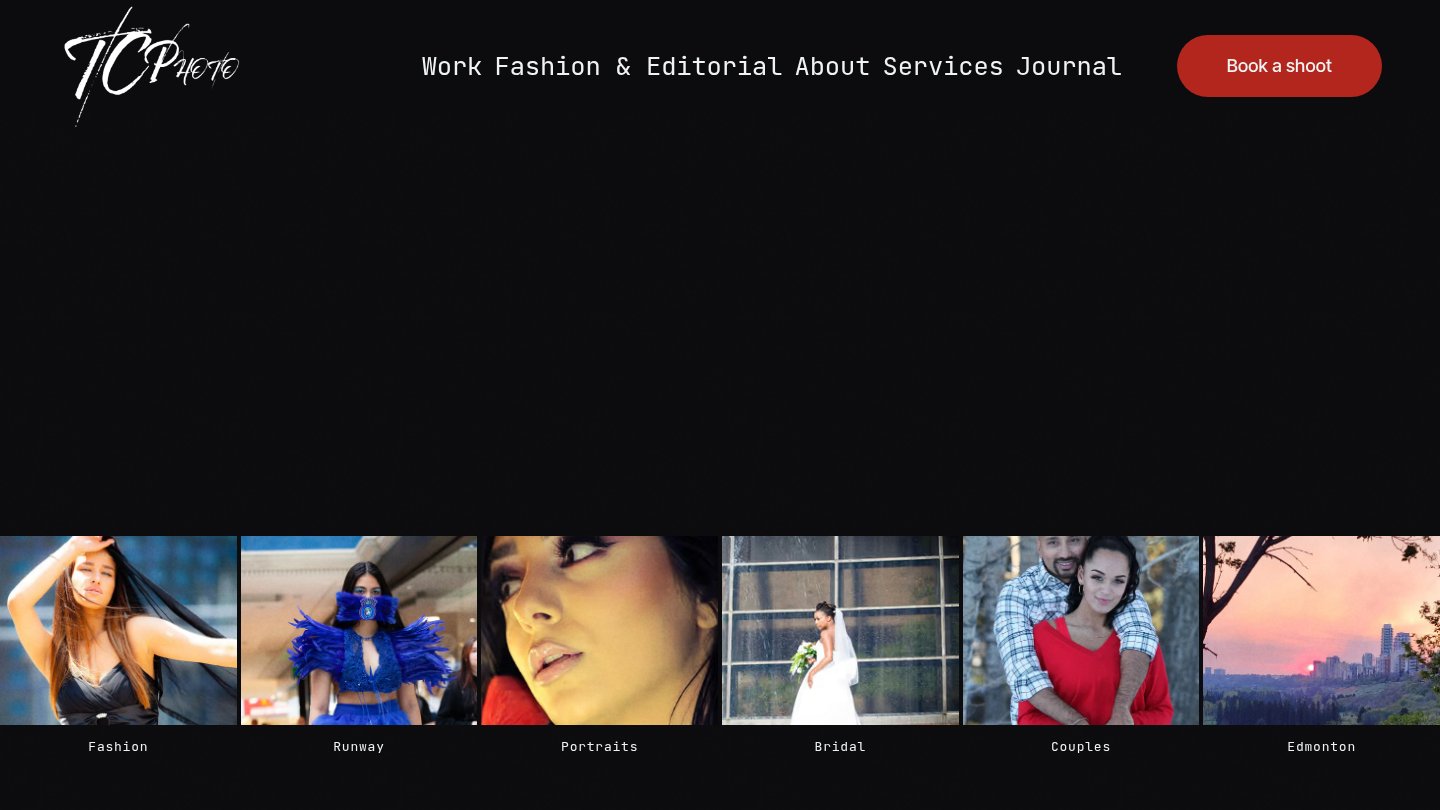 TCPHOTO
Work Fashion & Editorial About Services Journal
Book a shoot
Fashion
Runway
Portraits
Bridal
Couples
Edmonton